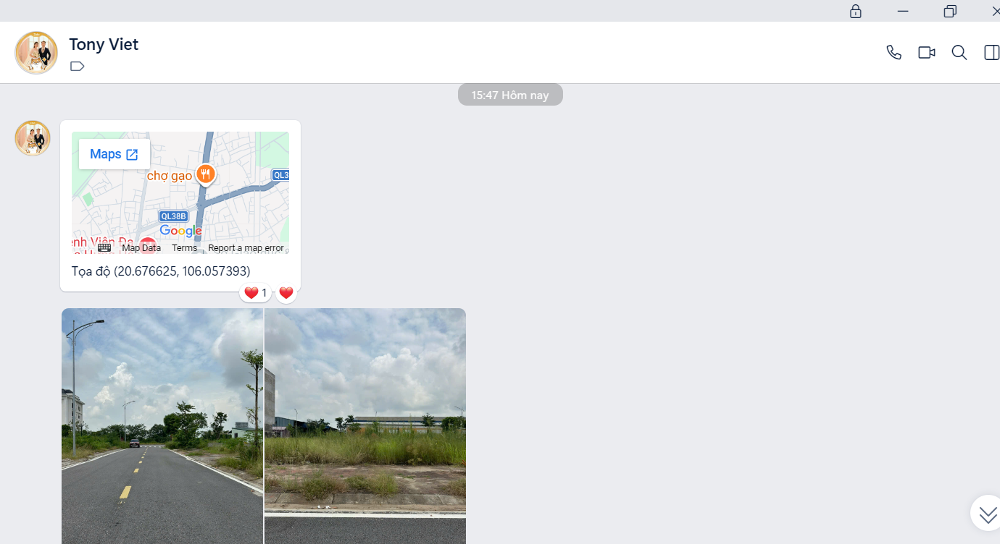 Tony Viet
15:47 Hôm nay
Maps
chợ gạo
QL3
QL38B
Google
Map Data
Terms
Report a map error
Tọa độ (20.676625, 106.057393)
1